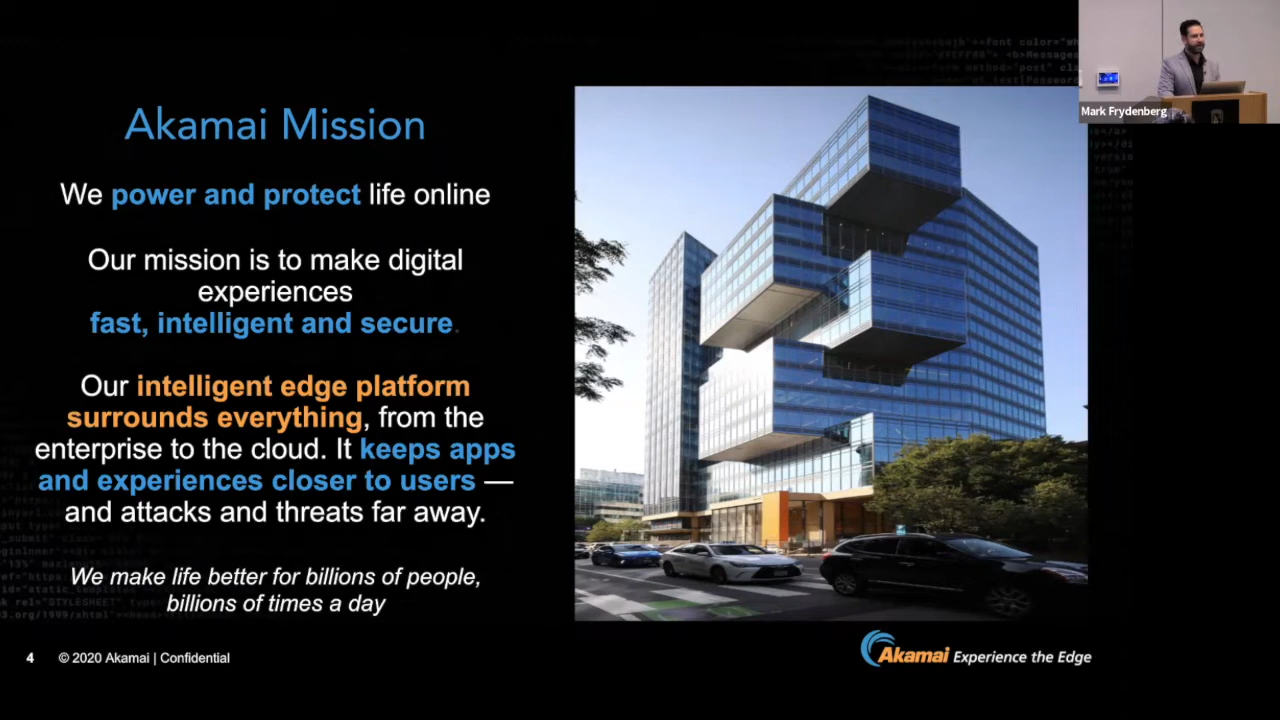 Akamai Mission
We power and protect life online
Our mission is to make digital
experiences
fast, intelligent and secure.
Our intelligent edge platform
surrounds everything, from the
enterprise to the cloud. It keeps apps
and experiences closer to users —
and attacks and threats far away.
We make life better for billions of people,
billions of times a day
4 © 2020 Akamai | Confidential
Akamai Experience the Edge
Mark Frydenberg